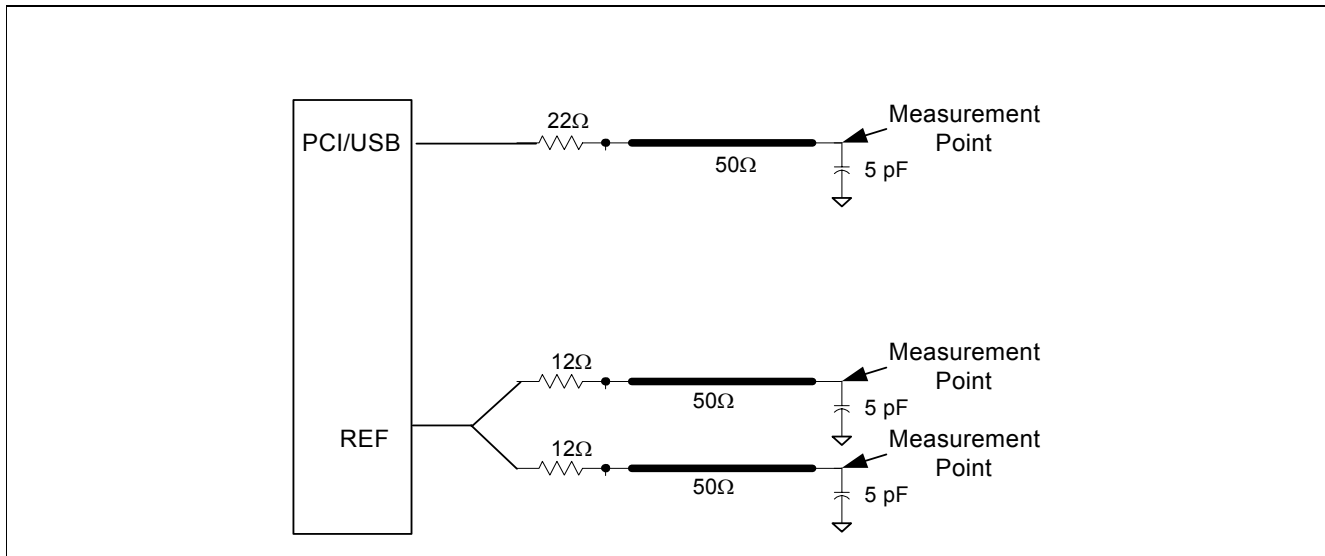 PCI/USB
22Ω
50Ω
Measurement
Point
5 pF
REF
12Ω
50Ω
Measurement
Point
5 pF
12Ω
50Ω
Measurement
Point
5 pF